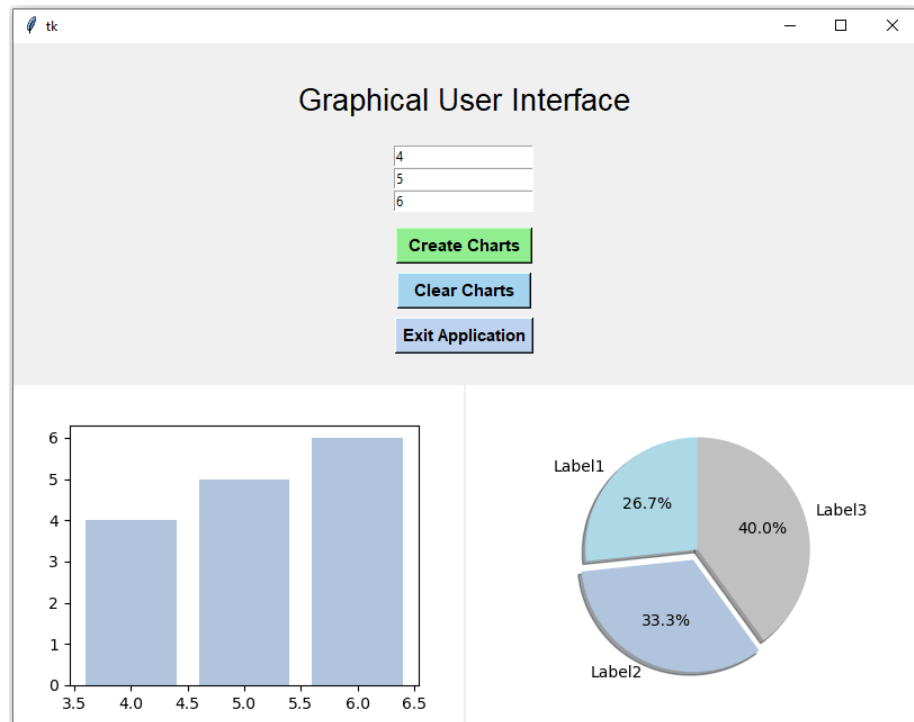 tk
Graphical User Interface
4
5
6
Create Charts
Clear Charts
Exit Application
6
5
4
3
2
1
0
3.5 4.0 4.5 5.0 5.5 6.0 6.5
Label1
26.7%
40.0%
Label3
33.3%
Label2